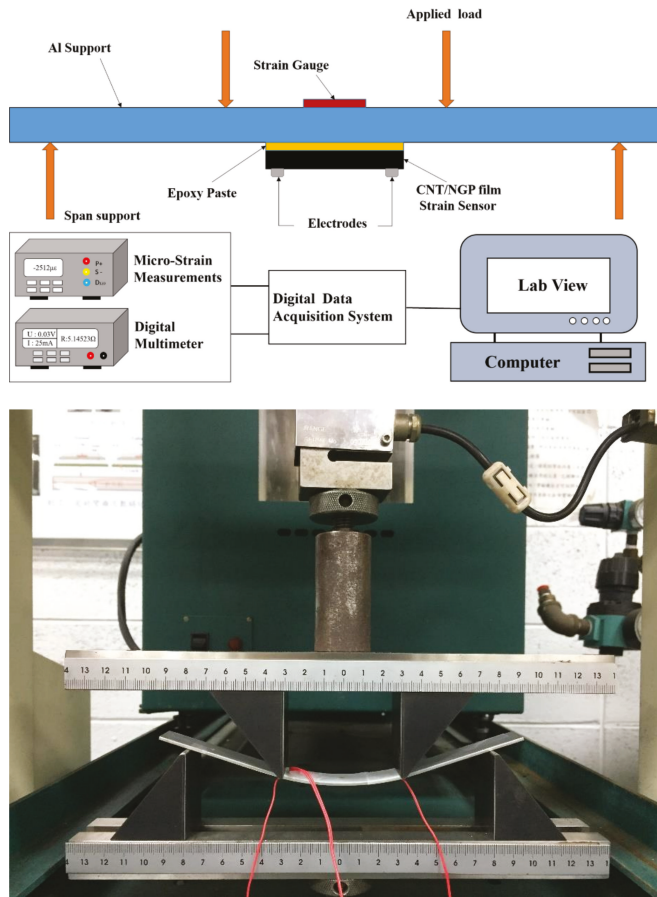 Applied load
Al Support
Strain Gauge
Epoxy Paste
CNT/NGP film
Strain Sensor
Electrodes
Span support
-2512µε
P+
S -
Micro-Strain
Measurements
U : 0.03V
I : 25mA
R:5.14523Ω
Digital
Multimeter
Digital Data
Acquisition System
Lab View
Computer
4 13 12 11 10 9 8 7 6 5 4 3 2 1 0 1 2 3 4 5 6 7 8 9 10 11 12 13 1
4 13 12 11 10 9 8 7 6 5 4 3 2 1 0 1 2 3 4 5 6 7 8 9 10 11 12 13 1